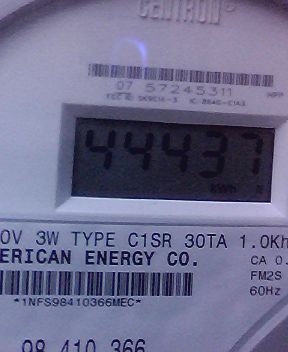 CENTRON
07 57245311
44437
kWh
0V 3W TYPE C1SR 30TA 1.0Kh
ERICAN ENERGY CO. CA 0.
FM2S
*1NFS98410366MEC* 60Hz
98 410 366